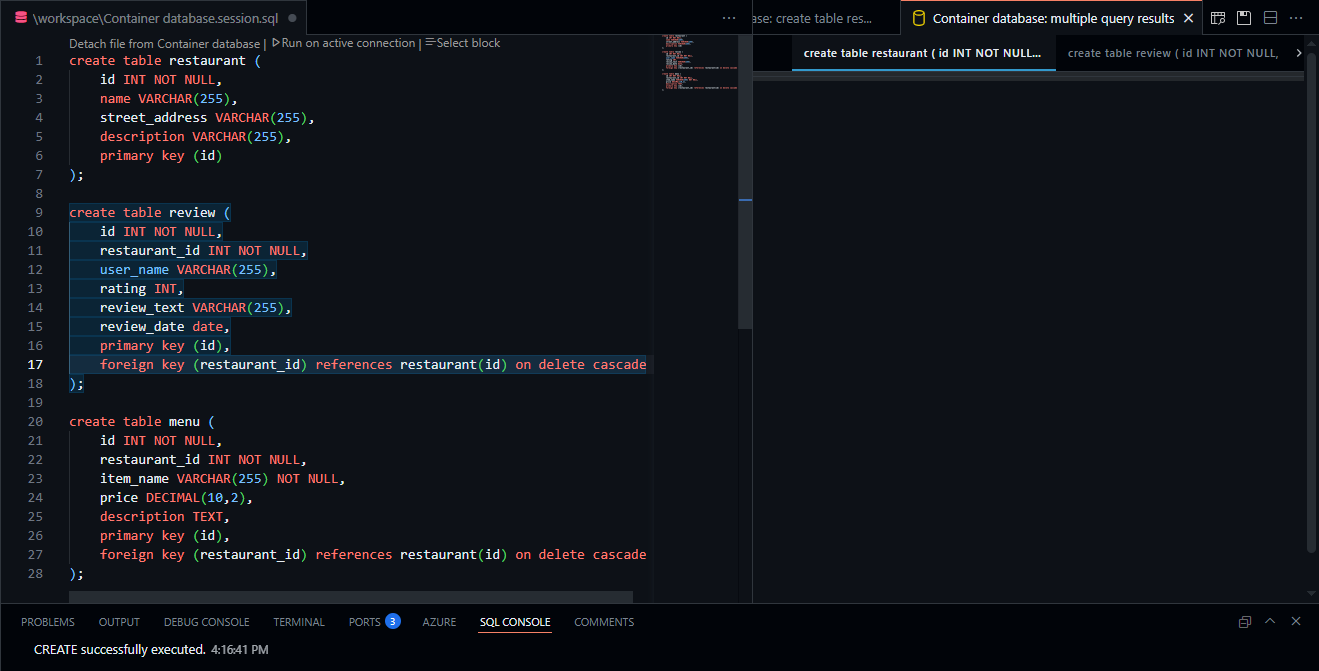 \workspace\Container database.session.sql
ase: create table res...
Container database: multiple query results
Detach file from Container database | Run on active connection | Select block
create table restaurant ( id INT NOT NULL...
create table review ( id INT NOT NULL,
1 create table restaurant (
2 id INT NOT NULL,
3 name VARCHAR(255),
4 street_address VARCHAR(255),
5 description VARCHAR(255),
6 primary key (id)
7 );
8
9 create table review (
10 id INT NOT NULL,
11 restaurant_id INT NOT NULL,
12 user_name VARCHAR(255),
13 rating INT,
14 review_text VARCHAR(255),
15 review_date date,
16 primary key (id),
17 foreign key (restaurant_id) references restaurant(id) on delete cascade
18 );
19
20 create table menu (
21 id INT NOT NULL,
22 restaurant_id INT NOT NULL,
23 item_name VARCHAR(255) NOT NULL,
24 price DECIMAL(10,2),
25 description TEXT,
26 primary key (id),
27 foreign key (restaurant_id) references restaurant(id) on delete cascade
28 );
PROBLEMS OUTPUT DEBUG CONSOLE TERMINAL PORTS 3 AZURE SQL CONSOLE COMMENTS
CREATE successfully executed. 4:16:41 PM